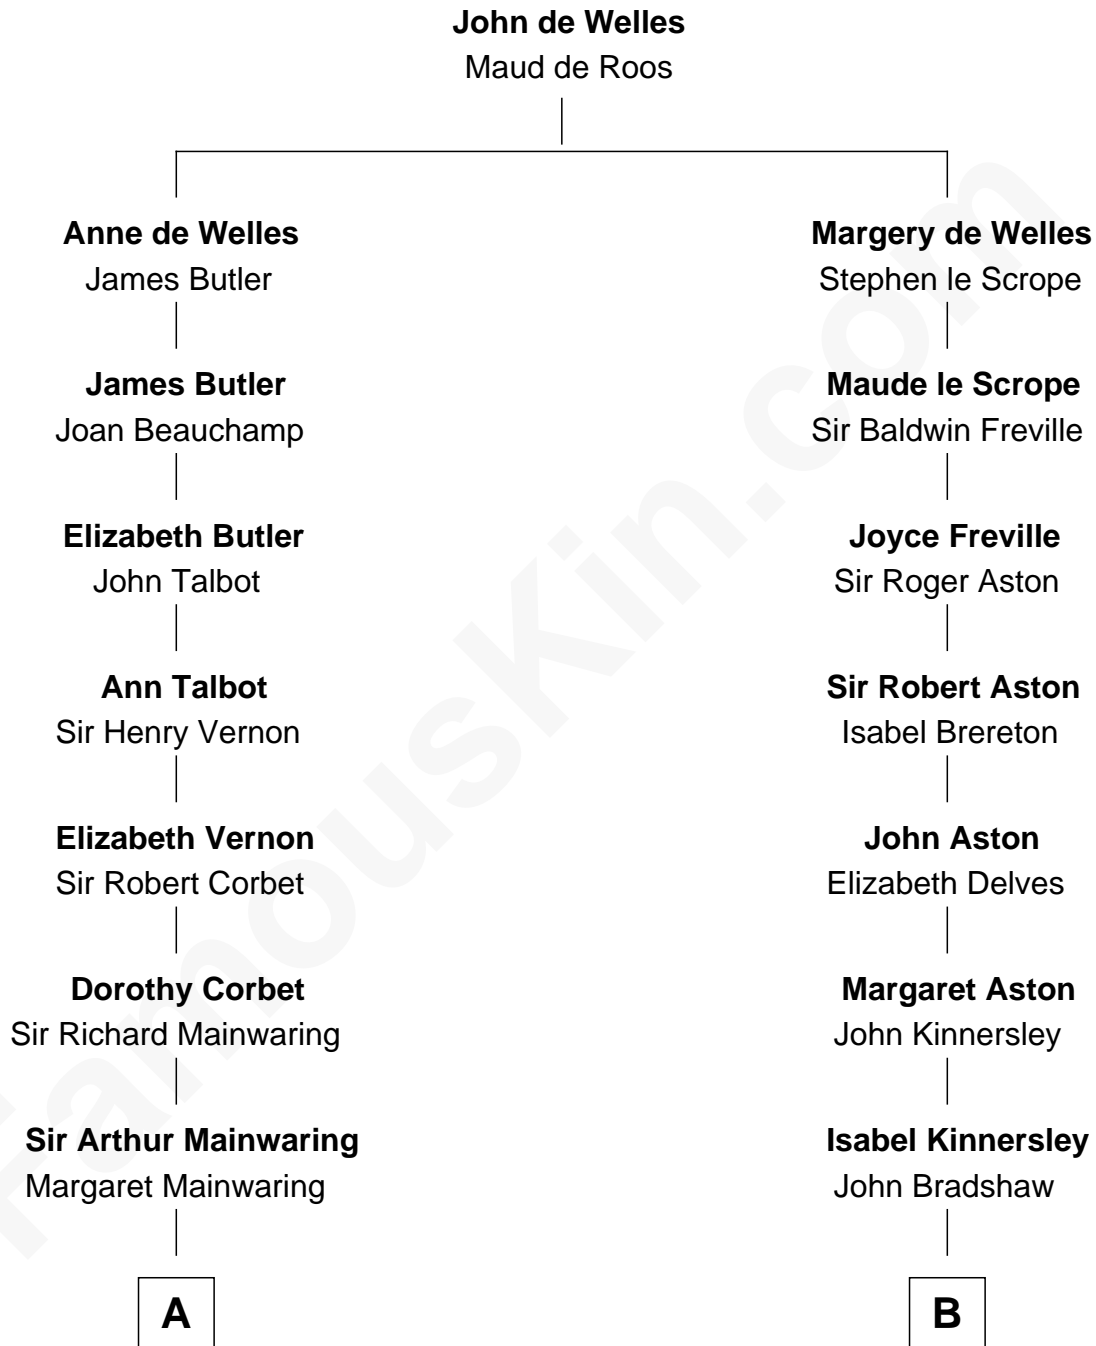 John de Welles
Maud de Roos
Anne de Welles
James Butler
Margery de Welles
Stephen le Scrope
James Butler
Joan Beauchamp
Maude le Scrope
Sir Baldwin Freville
Elizabeth Butler
John Talbot
Joyce Freville
Sir Roger Aston
Ann Talbot
Sir Henry Vernon
Sir Robert Aston
Isabel Brereton
Elizabeth Vernon
Sir Robert Corbet
John Aston
Elizabeth Delves
Dorothy Corbet
Sir Richard Mainwaring
Margaret Aston
John Kinnersley
Sir Arthur Mainwaring
Margaret Mainwaring
Isabel Kinnersley
John Bradshaw
A
B
FamousKin.com